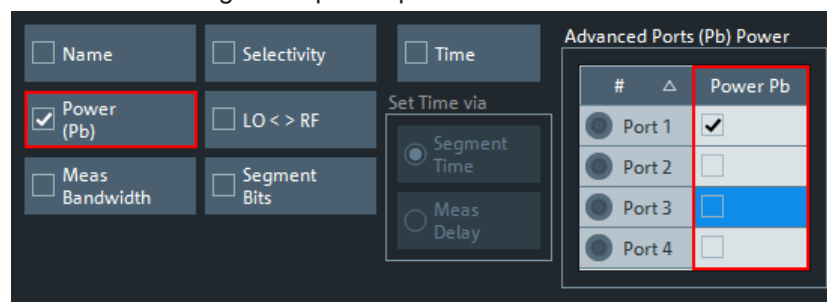 Name
Selectivity
Time
Advanced Ports (Pb) Power
Power
(Pb)
LO < > RF
Set Time via
Segment
Time
Meas
Bandwidth
Segment
Bits
Meas
Delay
# Power Pb
Port 1
Port 2
Port 3
Port 4